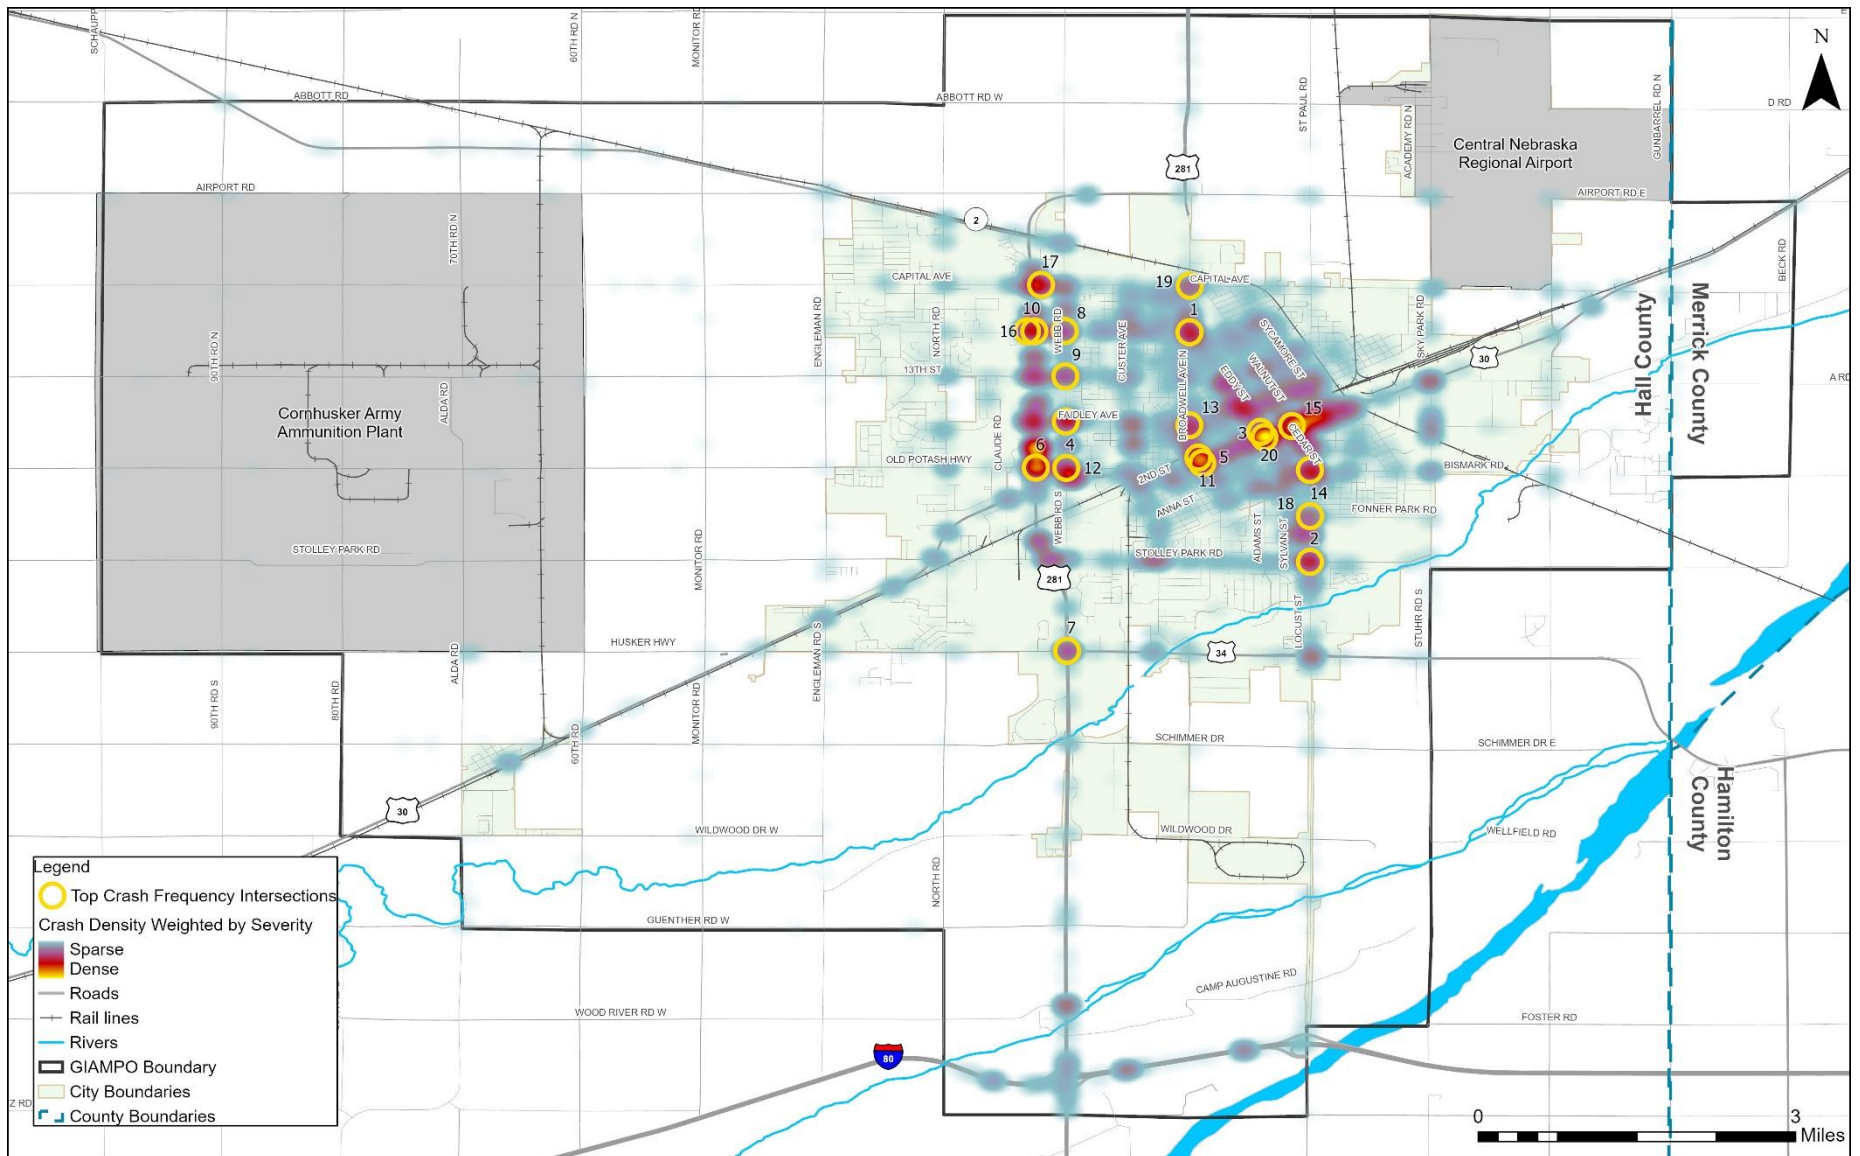 SCHAUPP
60TH RD N
MONITOR RD
N
ABBOTT RD
ABBOTT RD W
ST PAUL RD
ACADEMY RD N
GUNBARREL RD N
D RD
Central Nebraska
Regional Airport
281
AIRPORT RD
AIRPORT RD E
70TH RD N
2
BECK RD
CAPITAL AVE
17
19
CAPITAL AVE
Hall County
Merrick County
ENGLEMAN RD
NORTH RD
10
16
8
WEBB RD
CUSTER AVE
1
BROADWELL AVE N
SYCAMORE ST
SKY PARK RD
30
90TH RD N
13TH ST
9
WALNUT ST
EDDY ST
A RD
ALDA RD
Cornhusker Army
Ammunition Plant
CLAUDE RD
FAIDLEY AVE
13
15
CEDAR ST
3
20
6
4
OLD POTASH HWY
12
5
11
2ND ST
BISMARK RD
14
ANNA ST
18
FONNER PARK RD
WEBB RD S
ADAMS ST
SYLVAN ST
2
STOLLEY PARK RD
MONITOR RD
STOLLEY PARK RD
281
LOCUST ST
STUHR RD S
7
HUSKER HWY
34
ALDA RD
ENGLEMAN RD S
90TH RD S
80TH RD
MONITOR RD
60TH RD
SCHIMMER DR
SCHIMMER DR E
Hamilton
County
30
WILDWOOD DR W
WILDWOOD DR
WELLFIELD RD
NORTH RD
GUENTHER RD W
CAMP AUGUSTINE RD
WOOD RIVER RD W
FOSTER RD
80
Z RD
Legend
Top Crash Frequency Intersections
Crash Density Weighted by Severity
Sparse
Dense
Roads
Rail lines
Rivers
GIAMPO Boundary
City Boundaries
County Boundaries
0 3
Miles